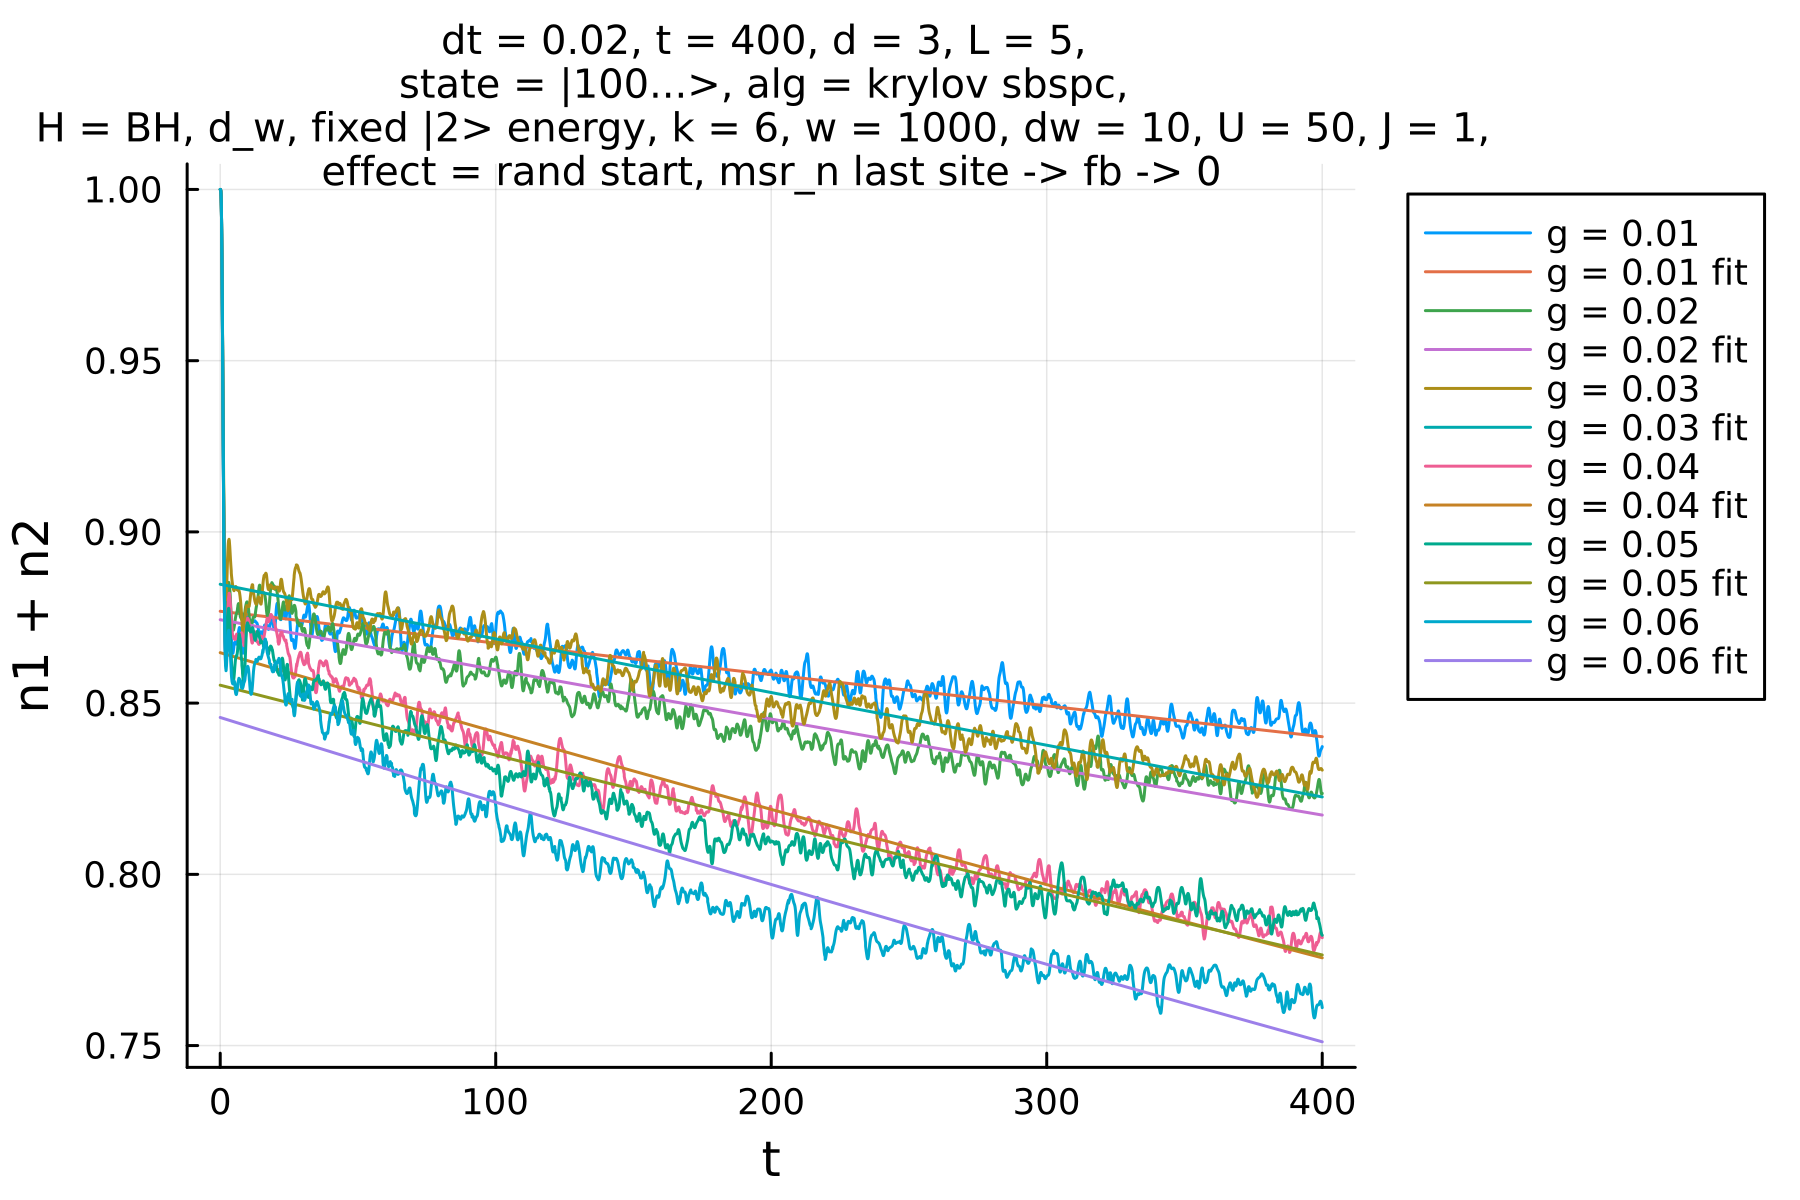 dt = 0.02, t = 400, d = 3, L = 5,
state = |100...>, alg = krylov sbspc,
H = BH, d_w, fixed |2> energy, k = 6, w = 1000, dw = 10, U = 50, J = 1,
effect = rand start, msr_n last site -> fb -> 0
n1 + n2
1.00
0.95
0.90
0.85
0.80
0.75
0
100
200
300
400
t
g = 0.01
g = 0.01 fit
g = 0.02
g = 0.02 fit
g = 0.03
g = 0.03 fit
g = 0.04
g = 0.04 fit
g = 0.05
g = 0.05 fit
g = 0.06
g = 0.06 fit